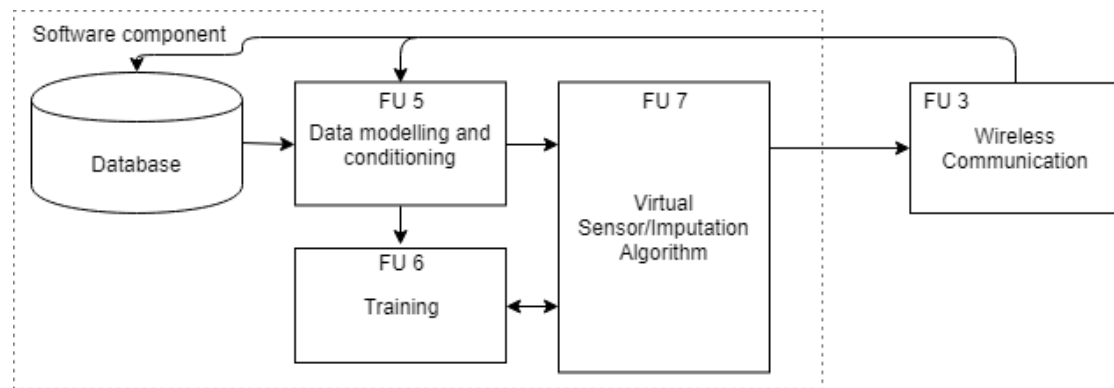 Software component
Database
FU 5
Data modelling and
conditioning
FU 6
Training
FU 7
Virtual
Sensor/Imputation
Algorithm
FU 3
Wireless
Communication